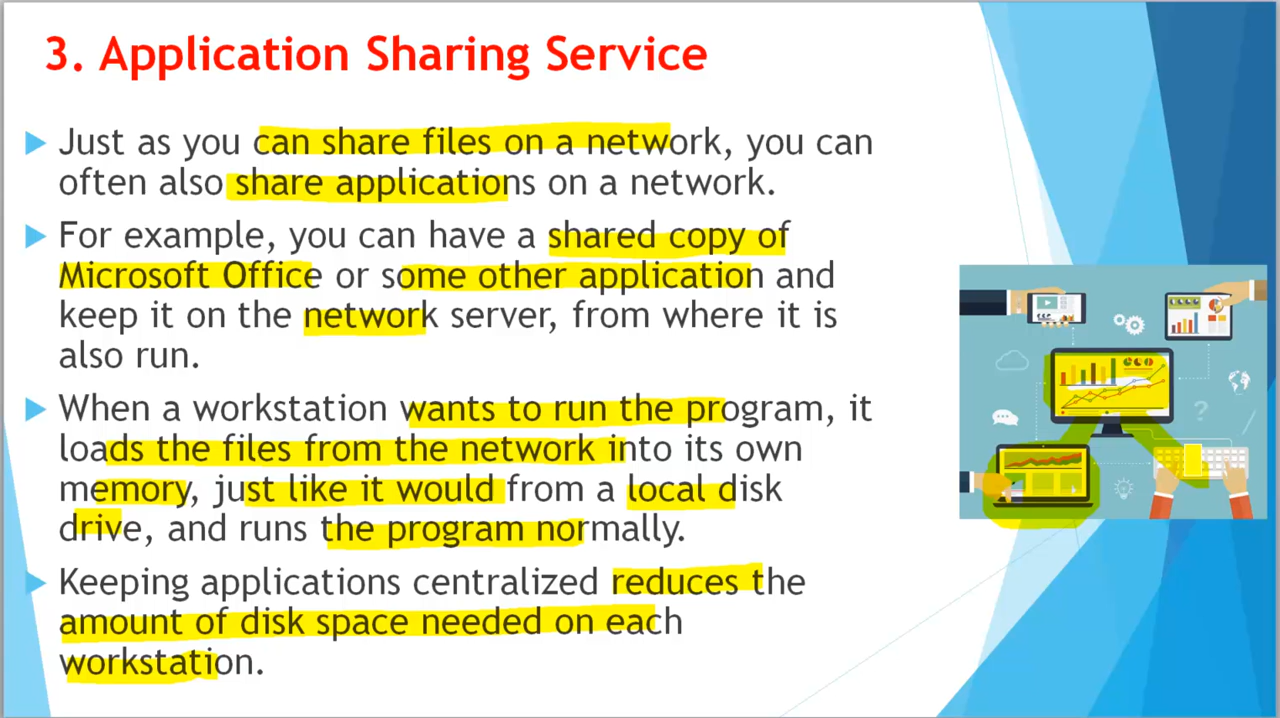 3. Application Sharing Service
Just as you can share files on a network, you can
often also share applications on a network.
For example, you can have a shared copy of
Microsoft Office or some other application and
keep it on the network server, from where it is
also run.
When a workstation wants to run the program, it
loads the files from the network into its own
memory, just like it would from a local disk
drive, and runs the program normally.
Keeping applications centralized reduces the
amount of disk space needed on each
workstation.